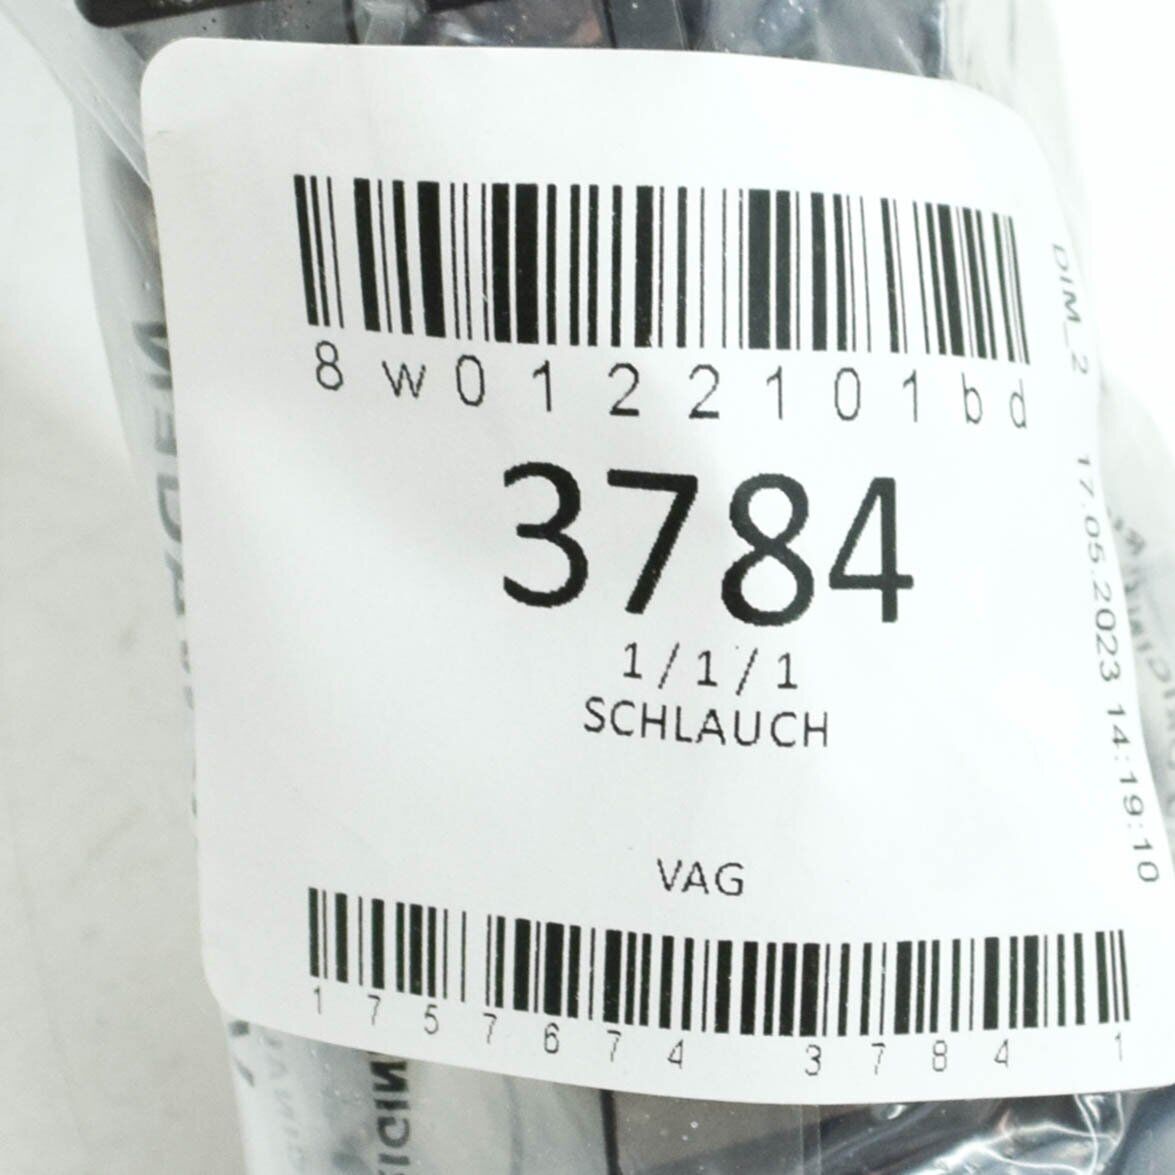 8w0122101bd
3784
1/1/1
SCHLAUCH
VAG
1757674 3784 1
DIM_2 17.05.2023 14:19:10